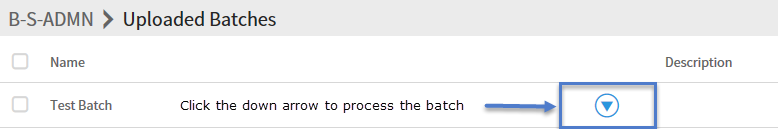 B-S-ADMN > Uploaded Batches
Name Description
Test Batch Click the down arrow to process the batch